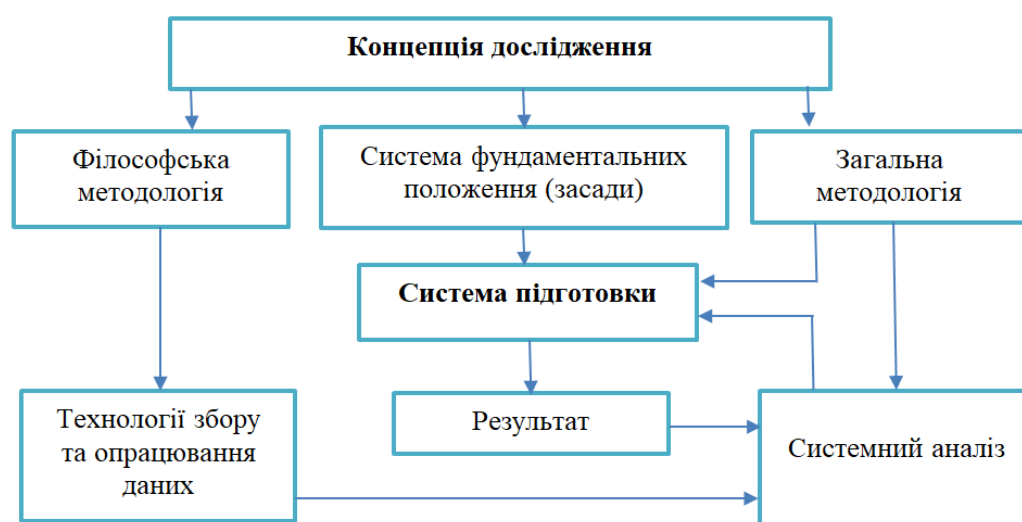 Концепція дослідження
Філософська
методологія
Система фундаментальних
положення (засади)
Загальна
методологія
Система підготовки
Технології збору
та опрацювання
даних
Результат
Системний аналіз